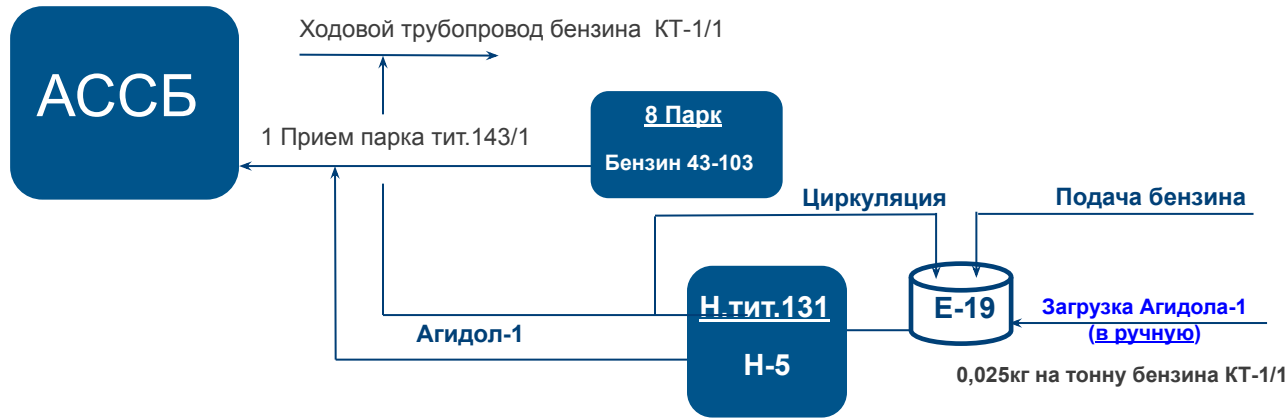 Ходовой трубопровод бензина КТ-1/1
АССБ
8 Парк
1 Прием парка тит.143/1
Бензин 43-103
Циркуляция
Подача бензина
Н.тит.131
Е-19
Загрузка Агидола-1
Агидол-1
(в ручную)
Н-5
0,025кг на тонну бензина КТ-1/1